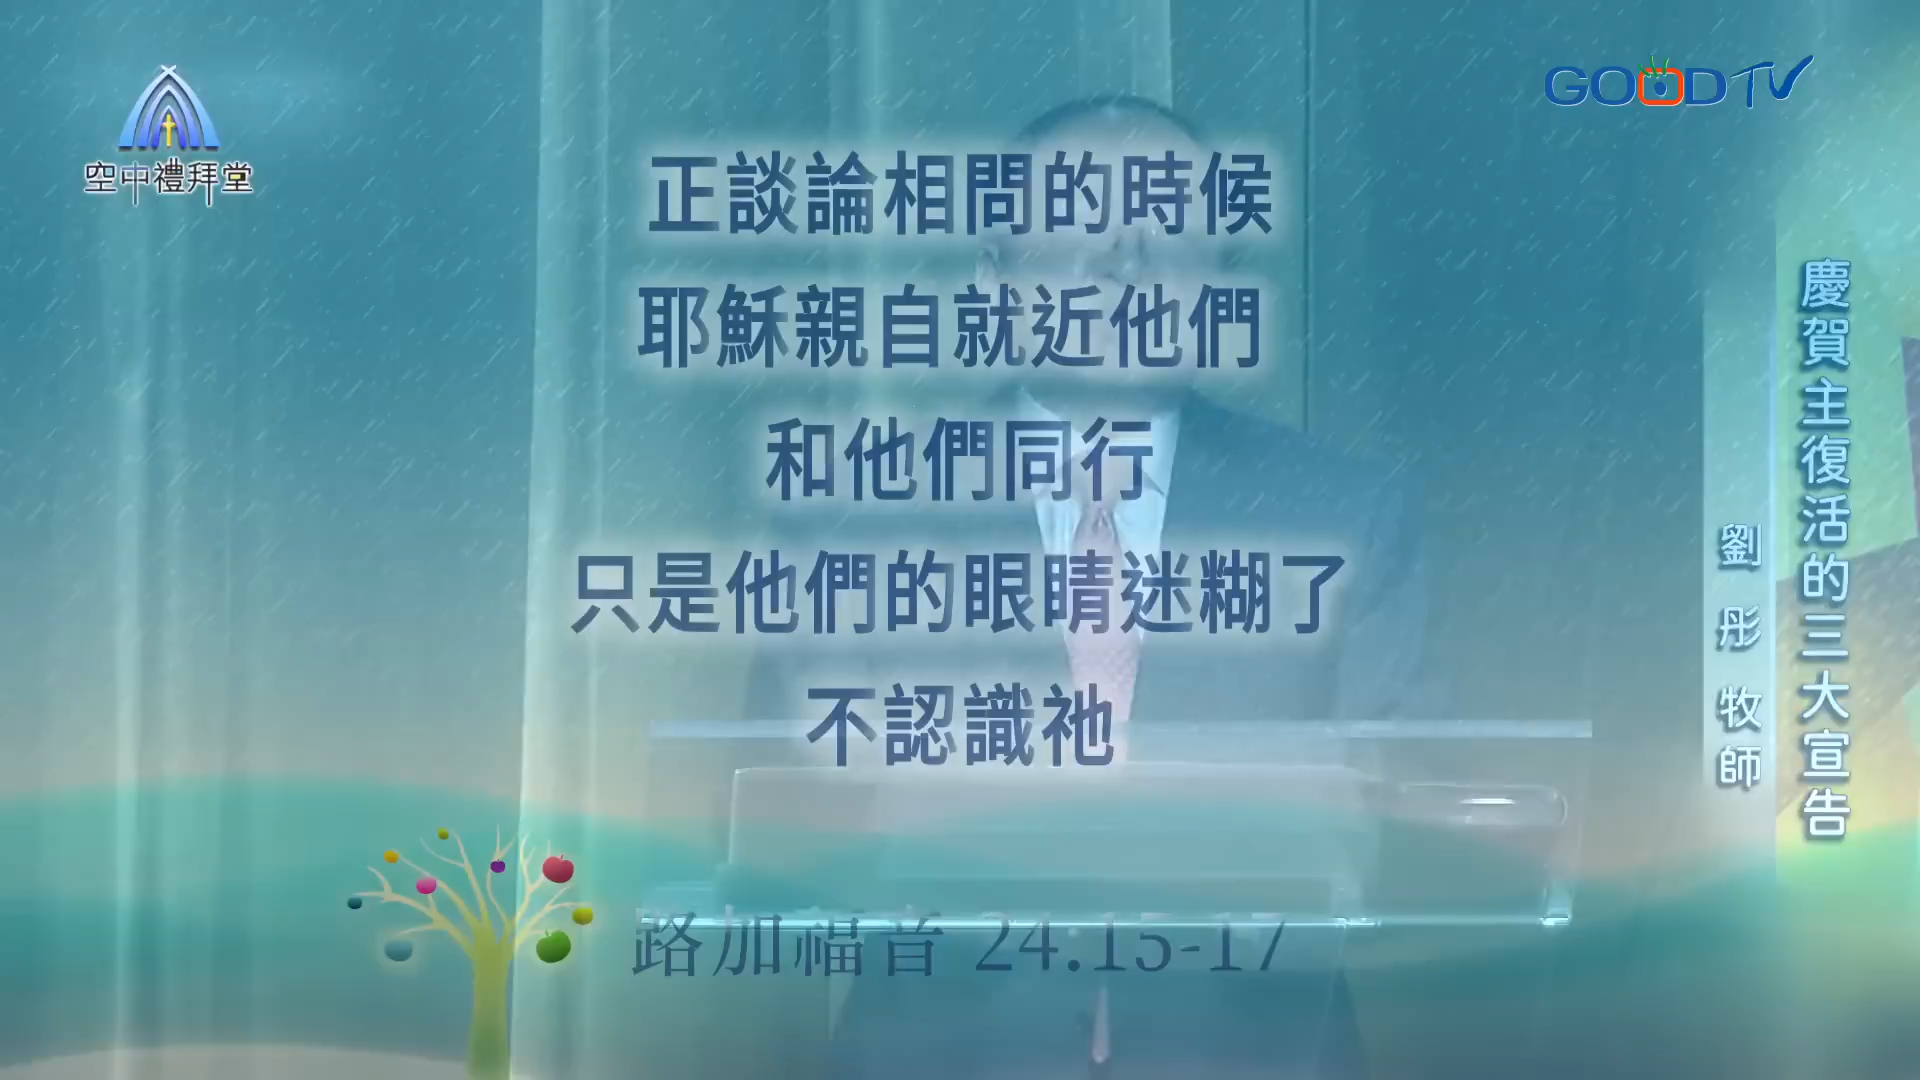 空中禮拜堂
GOODTV
正談論相問的時候
耶穌親自就近他們
和他們同行
只是他們的眼睛迷糊了
不認識祂
路加福音 24.15-17
慶賀主復活的三大宣告
劉彤牧師